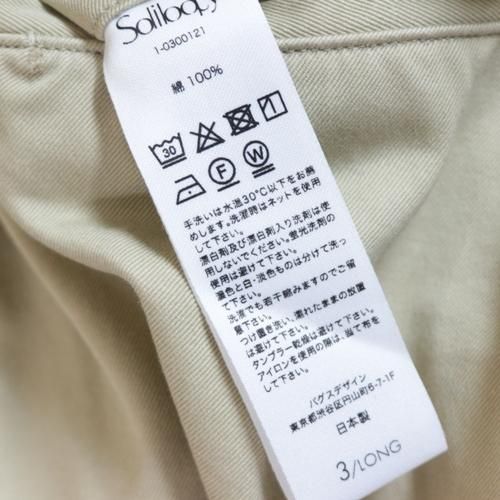 Soliloquy
1-0300121
綿 100%
30
F W
手洗いは水温30℃以下をお薦
めします。洗濯時はネットを使用
して下さい。
漂白剤及び漂白剤入り洗剤は使
用しないでください。蛍光洗剤の
使用は避けて下さい。
濃色と白・淡色ものは分けて洗っ
て下さい。
洗濯でも若干縮みますのでご留
意下さい。
つけ置き洗い、濡れたままの放置
は避けて下さい。
タンブラー乾燥は避けて下さい。
アイロンを使用の際は、当て布を
して下さい。
バグスデザイン
東京都渋谷区円山町6-7-1F
日本製
3/LONG